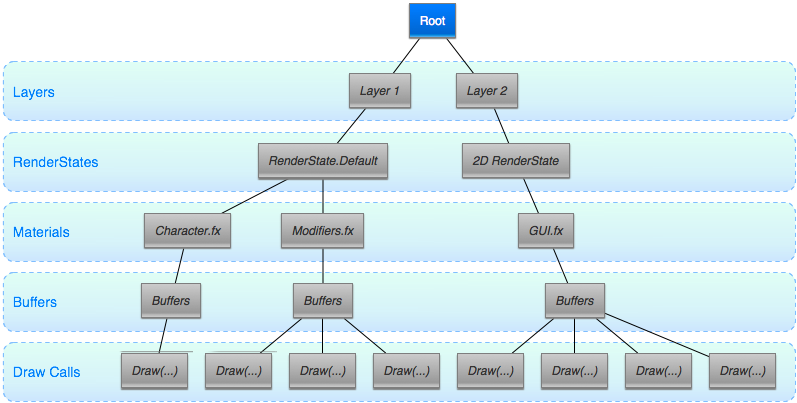 Root
Layers
Layer 1
Layer 2
RenderStates
RenderState.Default
2D RenderState
Materials
Character.fx
Modifiers.fx
GUI.fx
Buffers
Buffers
Buffers
Buffers
Draw Calls
Draw(...)
Draw(...)
Draw(...)
Draw(...)
Draw(...)
Draw(...)
Draw(...)
Draw(...)